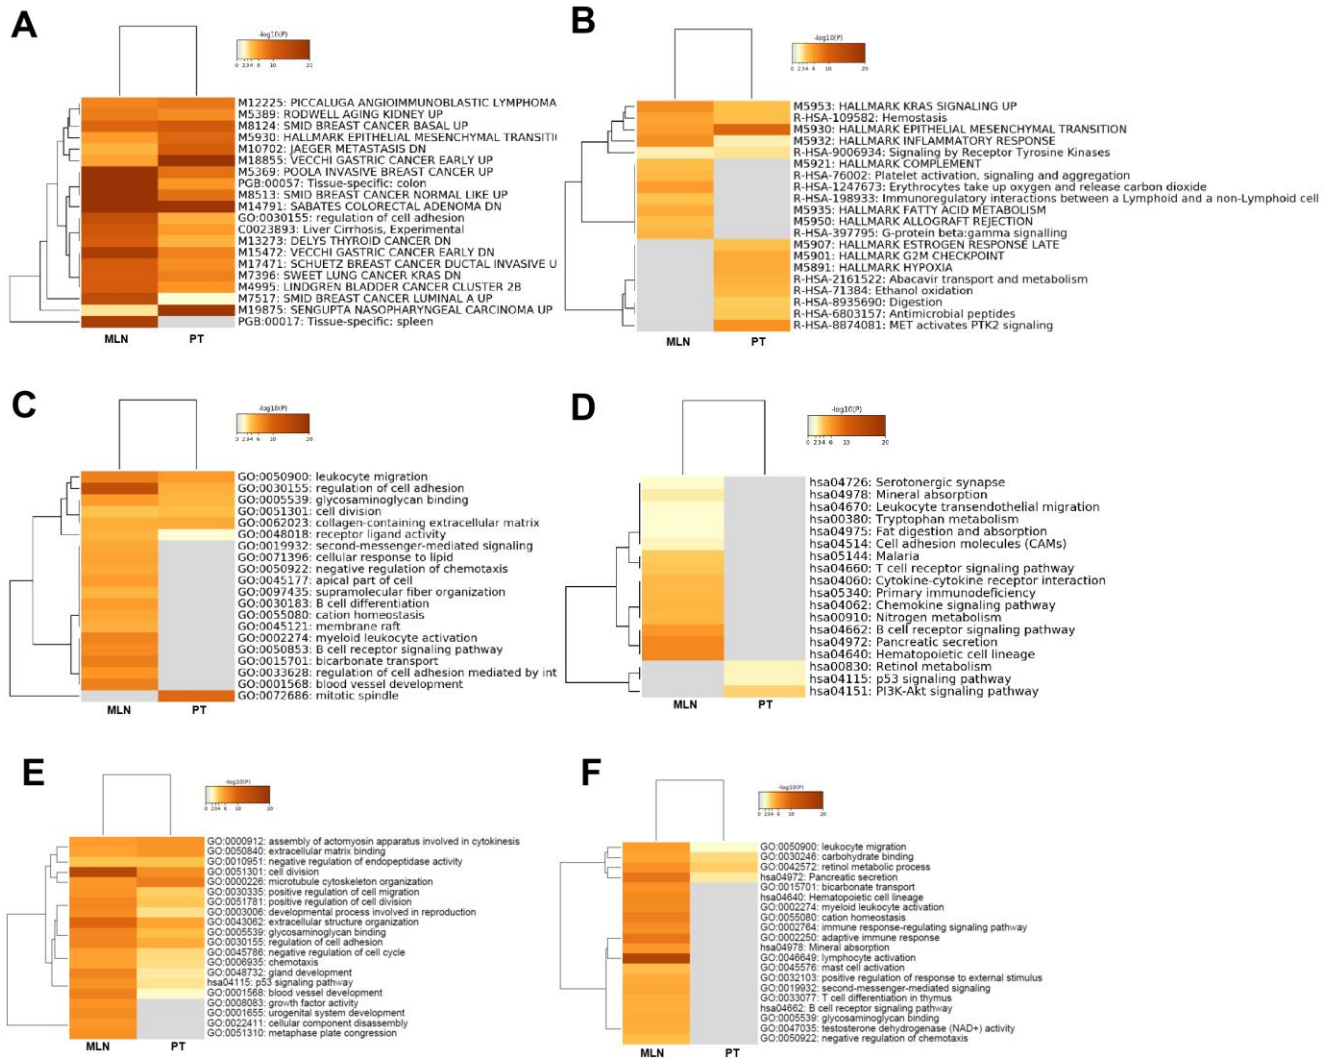 A
-log10(P)
0 2 3 4 6 10 20
M12225: PICCALUGA ANGIOIMMUNOBLASTIC LYMPHOMA
M5389: RODWELL AGING KIDNEY UP
M8124: SMID BREAST CANCER BASAL UP
M5930: HALLMARK EPITHELIAL MESENCHYMAL TRANSITI
M10702: JAEGER METASTASIS DN
M18855: VECCHI GASTRIC CANCER EARLY UP
M5369: POOLA INVASIVE BREAST CANCER UP
PGB:00057: Tissue-specific: colon
M8513: SMID BREAST CANCER NORMAL LIKE UP
M14791: SABATES COLORECTAL ADENOMA DN
GO:0030155: regulation of cell adhesion
C0023893: Liver Cirrhosis, Experimental
M13273: DELYS THYROID CANCER DN
M15472: VECCHI GASTRIC CANCER EARLY DN
M17471: SCHUETZ BREAST CANCER DUCTAL INVASIVE U
M7396: SWEET LUNG CANCER KRAS DN
M4995: LINDGREN BLADDER CANCER CLUSTER 2B
M7517: SMID BREAST CANCER LUMINAL A UP
M19875: SENGUPTA NASOPHARYNGEAL CARCINOMA UP
PGB:00017: Tissue-specific: spleen
MLN PT
B
-log10(P)
0 2 3 4 6 10 20
M5953: HALLMARK KRAS SIGNALING UP
R-HSA-109582: Hemostasis
M5930: HALLMARK EPITHELIAL MESENCHYMAL TRANSITION
M5932: HALLMARK INFLAMMATORY RESPONSE
R-HSA-9006934: Signaling by Receptor Tyrosine Kinases
M5921: HALLMARK COMPLEMENT
R-HSA-76002: Platelet activation, signaling and aggregation
R-HSA-1247673: Erythrocytes take up oxygen and release carbon dioxide
R-HSA-198933: Immunoregulatory interactions between a Lymphoid and a non-Lymphoid cell
M5935: HALLMARK FATTY ACID METABOLISM
M5950: HALLMARK ALLOGRAFT REJECTION
R-HSA-397795: G-protein beta:gamma signalling
M5907: HALLMARK ESTROGEN RESPONSE LATE
M5901: HALLMARK G2M CHECKPOINT
M5891: HALLMARK HYPOXIA
R-HSA-2161522: Abacavir transport and metabolism
R-HSA-71384: Ethanol oxidation
R-HSA-8935690: Digestion
R-HSA-6803157: Antimicrobial peptides
R-HSA-8874081: MET activates PTK2 signaling
MLN PT
C
-log10(P)
0 2 3 4 6 10 20
GO:0050900: leukocyte migration
GO:0030155: regulation of cell adhesion
GO:0005539: glycosaminoglycan binding
GO:0051301: cell division
GO:0062023: collagen-containing extracellular matrix
GO:0048018: receptor ligand activity
GO:0019932: second-messenger-mediated signaling
GO:0071396: cellular response to lipid
GO:0050922: negative regulation of chemotaxis
GO:0045177: apical part of cell
GO:0097435: supramolecular fiber organization
GO:0030183: B cell differentiation
GO:0055080: cation homeostasis
GO:0045121: membrane raft
GO:0002274: myeloid leukocyte activation
GO:0050853: B cell receptor signaling pathway
GO:0015701: bicarbonate transport
GO:0033628: regulation of cell adhesion mediated by int
GO:0001568: blood vessel development
GO:0072686: mitotic spindle
MLN PT
D
-log10(P)
0 2 3 4 6 10 20
hsa04726: Serotonergic synapse
hsa04978: Mineral absorption
hsa04670: Leukocyte transendothelial migration
hsa00380: Tryptophan metabolism
hsa04975: Fat digestion and absorption
hsa04514: Cell adhesion molecules (CAMs)
hsa05144: Malaria
hsa04660: T cell receptor signaling pathway
hsa04060: Cytokine-cytokine receptor interaction
hsa05340: Primary immunodeficiency
hsa04062: Chemokine signaling pathway
hsa00910: Nitrogen metabolism
hsa04662: B cell receptor signaling pathway
hsa04972: Pancreatic secretion
hsa04640: Hematopoietic cell lineage
hsa00830: Retinol metabolism
hsa04115: p53 signaling pathway
hsa04151: PI3K-Akt signaling pathway
MLN PT
E
-log10(P)
0 2 3 4 6 10 20
GO:0000912: assembly of actomyosin apparatus involved in cytokinesis
GO:0050840: extracellular matrix binding
GO:0010951: negative regulation of endopeptidase activity
GO:0051301: cell division
GO:0000226: microtubule cytoskeleton organization
GO:0030335: positive regulation of cell migration
GO:0051781: positive regulation of cell division
GO:0003006: developmental process involved in reproduction
GO:0043062: extracellular structure organization
GO:0005539: glycosaminoglycan binding
GO:0030155: regulation of cell adhesion
GO:0045786: negative regulation of cell cycle
GO:0006935: chemotaxis
GO:0048732: gland development
hsa04115: p53 signaling pathway
GO:0001568: blood vessel development
GO:0008083: growth factor activity
GO:0001655: urogenital system development
GO:0022411: cellular component disassembly
GO:0051310: metaphase plate congression
MLN PT
F
-log10(P)
0 2 3 4 6 10 20
GO:0050900: leukocyte migration
GO:0030246: carbohydrate binding
GO:0042572: retinol metabolic process
hsa04972: Pancreatic secretion
GO:0015701: bicarbonate transport
hsa04640: Hematopoietic cell lineage
GO:0002274: myeloid leukocyte activation
GO:0055080: cation homeostasis
GO:0002764: immune response-regulating signaling pathway
GO:0002250: adaptive immune response
hsa04978: Mineral absorption
GO:0046649: lymphocyte activation
GO:0045576: mast cell activation
GO:0032103: positive regulation of response to external stimulus
GO:0019932: second-messenger-mediated signaling
GO:0033077: T cell differentiation in thymus
hsa04662: B cell receptor signaling pathway
GO:0005539: glycosaminoglycan binding
GO:0047035: testosterone dehydrogenase (NAD+) activity
GO:0050922: negative regulation of chemotaxis
MLN PT